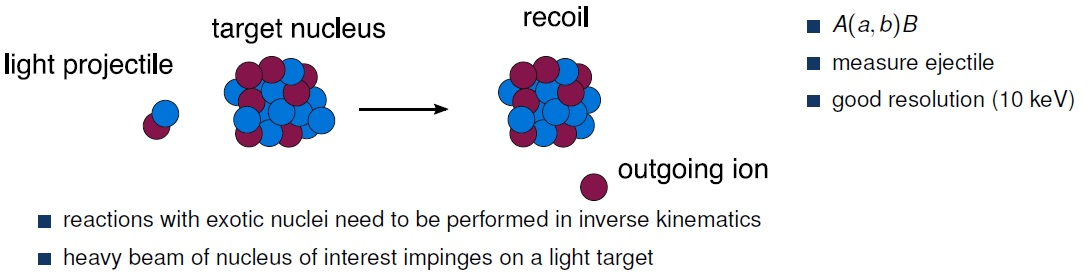 light projectile
target nucleus
recoil
outgoing ion
A(a, b)B
measure ejectile
good resolution (10 keV)
reactions with exotic nuclei need to be performed in inverse kinematics
heavy beam of nucleus of interest impinges on a light target